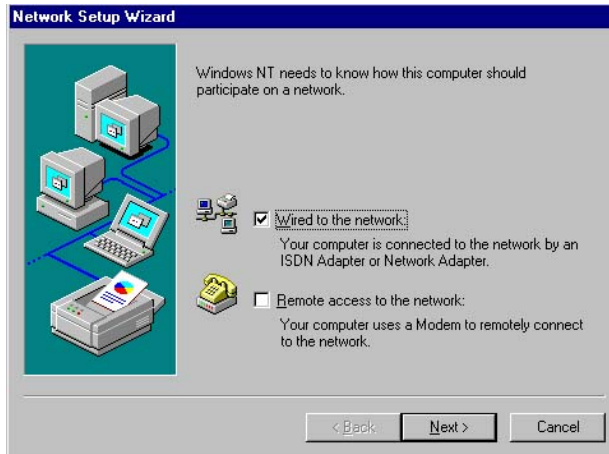 Network Setup Wizard
Windows NT needs to know how this computer should
participate on a network.
Wired to the network:
Your computer is connected to the network by an
ISDN Adapter or Network Adapter.
Remote access to the network:
Your computer uses a Modem to remotely connect
to the network.
< Back Next > Cancel